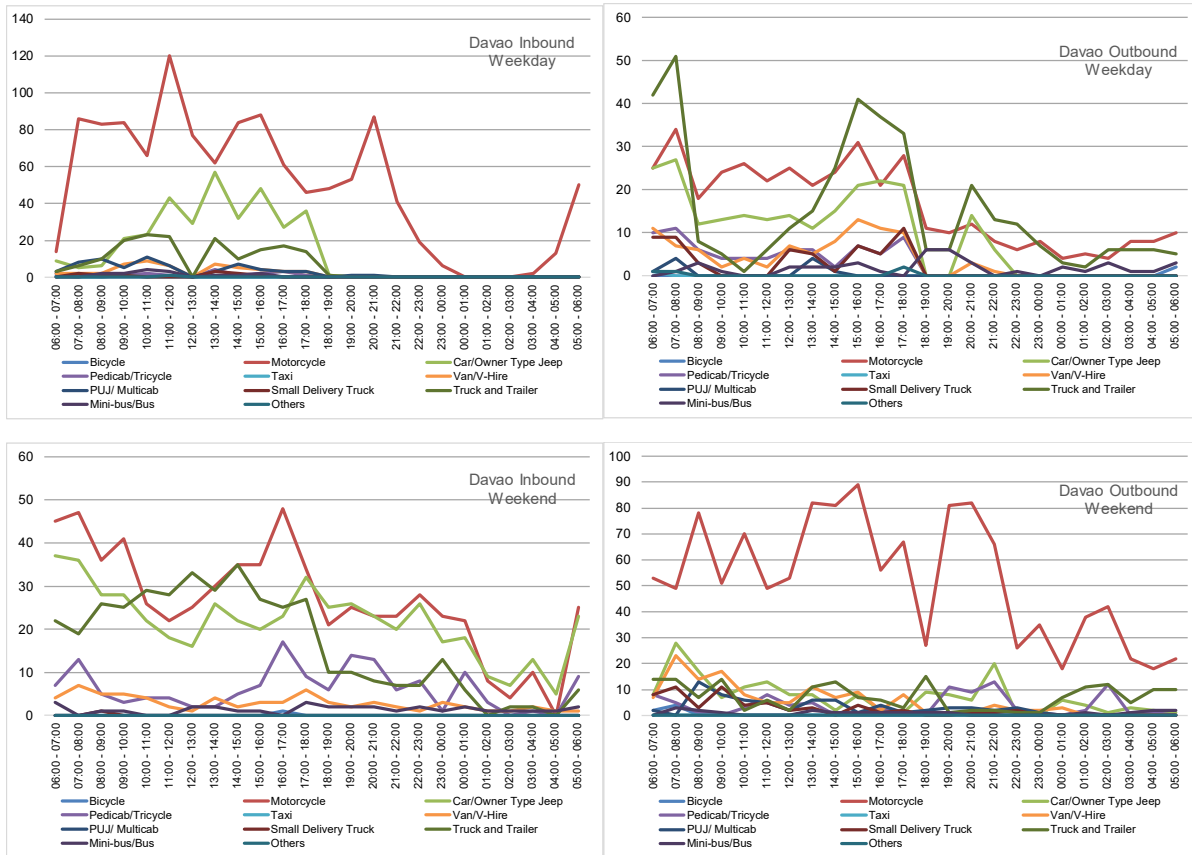 Davao Inbound
Weekday
140
120
100
80
60
40
20
0
06:00 - 07:00
07:00 - 08:00
08:00 - 09:00
09:00 - 10:00
10:00 - 11:00
11:00 - 12:00
12:00 - 13:00
13:00 - 14:00
14:00 - 15:00
15:00 - 16:00
16:00 - 17:00
17:00 - 18:00
18:00 - 19:00
19:00 - 20:00
20:00 - 21:00
21:00 - 22:00
22:00 - 23:00
23:00 - 00:00
00:00 - 01:00
01:00 - 02:00
02:00 - 03:00
03:00 - 04:00
04:00 - 05:00
05:00 - 06:00
Bicycle
Motorcycle
Car/Owner Type Jeep
Pedicab/Tricycle
Taxi
Van/V-Hire
PUJ/ Multicab
Small Delivery Truck
Truck and Trailer
Mini-bus/Bus
Others
Davao Outbound
Weekday
60
50
40
30
20
10
0
06:00 - 07:00
07:00 - 08:00
08:00 - 09:00
09:00 - 10:00
10:00 - 11:00
11:00 - 12:00
12:00 - 13:00
13:00 - 14:00
14:00 - 15:00
15:00 - 16:00
16:00 - 17:00
17:00 - 18:00
18:00 - 19:00
19:00 - 20:00
20:00 - 21:00
21:00 - 22:00
22:00 - 23:00
23:00 - 00:00
00:00 - 01:00
01:00 - 02:00
02:00 - 03:00
03:00 - 04:00
04:00 - 05:00
05:00 - 06:00
Bicycle
Motorcycle
Car/Owner Type Jeep
Pedicab/Tricycle
Taxi
Van/V-Hire
PUJ/ Multicab
Small Delivery Truck
Truck and Trailer
Mini-bus/Bus
Others
Davao Inbound
Weekend
60
50
40
30
20
10
0
06:00 - 07:00
07:00 - 08:00
08:00 - 09:00
09:00 - 10:00
10:00 - 11:00
11:00 - 12:00
12:00 - 13:00
13:00 - 14:00
14:00 - 15:00
15:00 - 16:00
16:00 - 17:00
17:00 - 18:00
18:00 - 19:00
19:00 - 20:00
20:00 - 21:00
21:00 - 22:00
22:00 - 23:00
23:00 - 00:00
00:00 - 01:00
01:00 - 02:00
02:00 - 03:00
03:00 - 04:00
04:00 - 05:00
05:00 - 06:00
Bicycle
Motorcycle
Car/Owner Type Jeep
Pedicab/Tricycle
Taxi
Van/V-Hire
PUJ/ Multicab
Small Delivery Truck
Truck and Trailer
Mini-bus/Bus
Others
Davao Outbound
Weekend
100
90
80
70
60
50
40
30
20
10
0
06:00 - 07:00
07:00 - 08:00
08:00 - 09:00
09:00 - 10:00
10:00 - 11:00
11:00 - 12:00
12:00 - 13:00
13:00 - 14:00
14:00 - 15:00
15:00 - 16:00
16:00 - 17:00
17:00 - 18:00
18:00 - 19:00
19:00 - 20:00
20:00 - 21:00
21:00 - 22:00
22:00 - 23:00
23:00 - 00:00
00:00 - 01:00
01:00 - 02:00
02:00 - 03:00
03:00 - 04:00
04:00 - 05:00
05:00 - 06:00
Bicycle
Motorcycle
Car/Owner Type Jeep
Pedicab/Tricycle
Taxi
Van/V-Hire
PUJ/ Multicab
Small Delivery Truck
Truck and Trailer
Mini-bus/Bus
Others